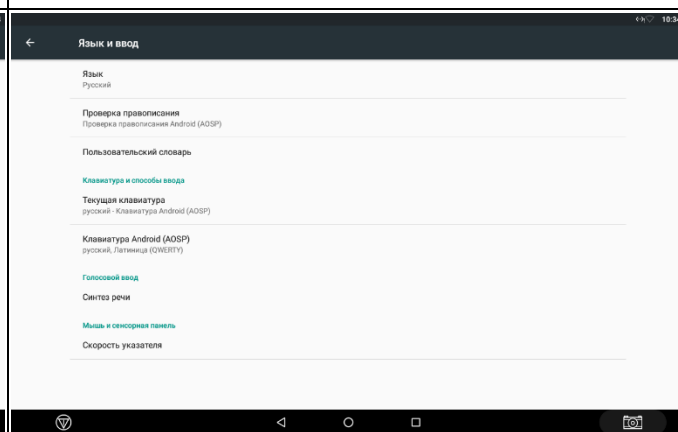 10:34
Язык и ввод
Язык
Русский
Проверка правописания
Проверка правописания Android (AOSP)
Пользовательский словарь
Клавиатура и способы ввода
Текущая клавиатура
русский - Клавиатура Android (AOSP)
Клавиатура Android (AOSP)
русский, Латиница (QWERTY)
Голосовой ввод
Синтез речи
Мышь и сенсорная панель
Скорость указателя